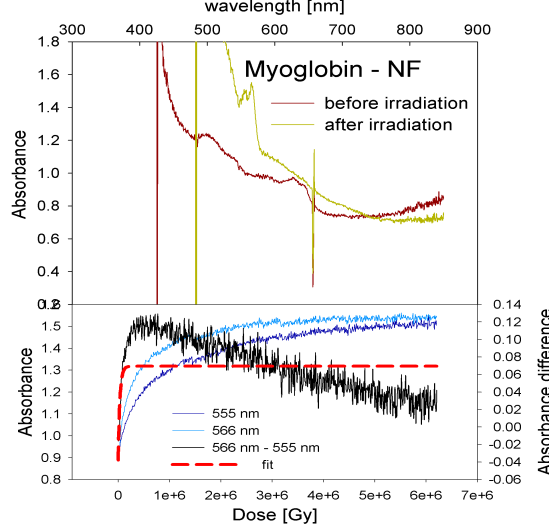 wavelength [nm]
300 400 500 600 700 800 900
Myoglobin - NF
before irradiation
after irradiation
Absorbance
1.8
1.6
1.4
1.2
1.0
0.8
0.6
0.4
1.6
1.5
1.4
1.3
1.2
1.1
1.0
0.9
0.8
Absorbance
555 nm
566 nm
566 nm - 555 nm
fit
0.14
0.12
0.10
0.08
0.06
0.04
0.02
0.00
-0.02
-0.04
-0.06
Absorbance difference
0 1e+6 2e+6 3e+6 4e+6 5e+6 6e+6 7e+6
Dose [Gy]